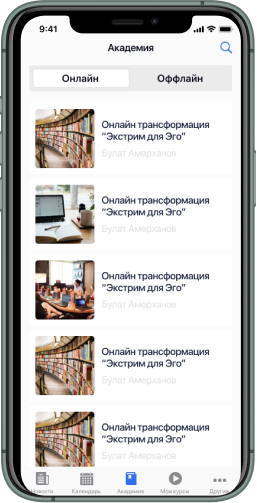 9:41
Академия
Онлайн
Оффлайн
Онлайн трансформация
"Экстрим для Эго"
Булат Амерханов
Онлайн трансформация
"Экстрим для Эго"
Булат Амерханов
Онлайн трансформация
"Экстрим для Эго"
Булат Амерханов
Онлайн трансформация
"Экстрим для Эго"
Булат Амерханов
Онлайн трансформация
"Экстрим для Эго"
Булат Амерханов
Новости
Календарь
Академия
Мои курсы
Другие